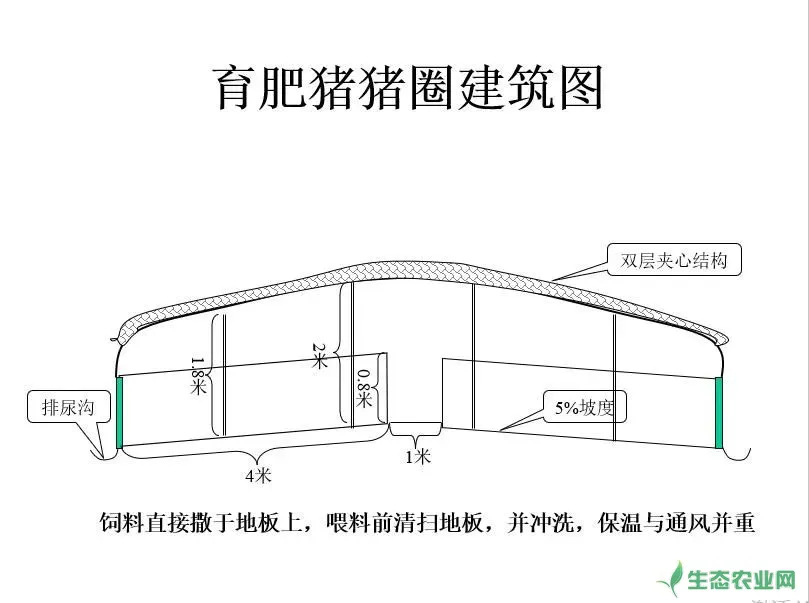 育肥猪猪圈建筑图
双层夹心结构
1.8米
2米
0.8米
排尿沟
5%坡度
4米
1米
饲料直接撒于地板上，喂料前清扫地板，并冲洗，保温与通风并重
生态农业网